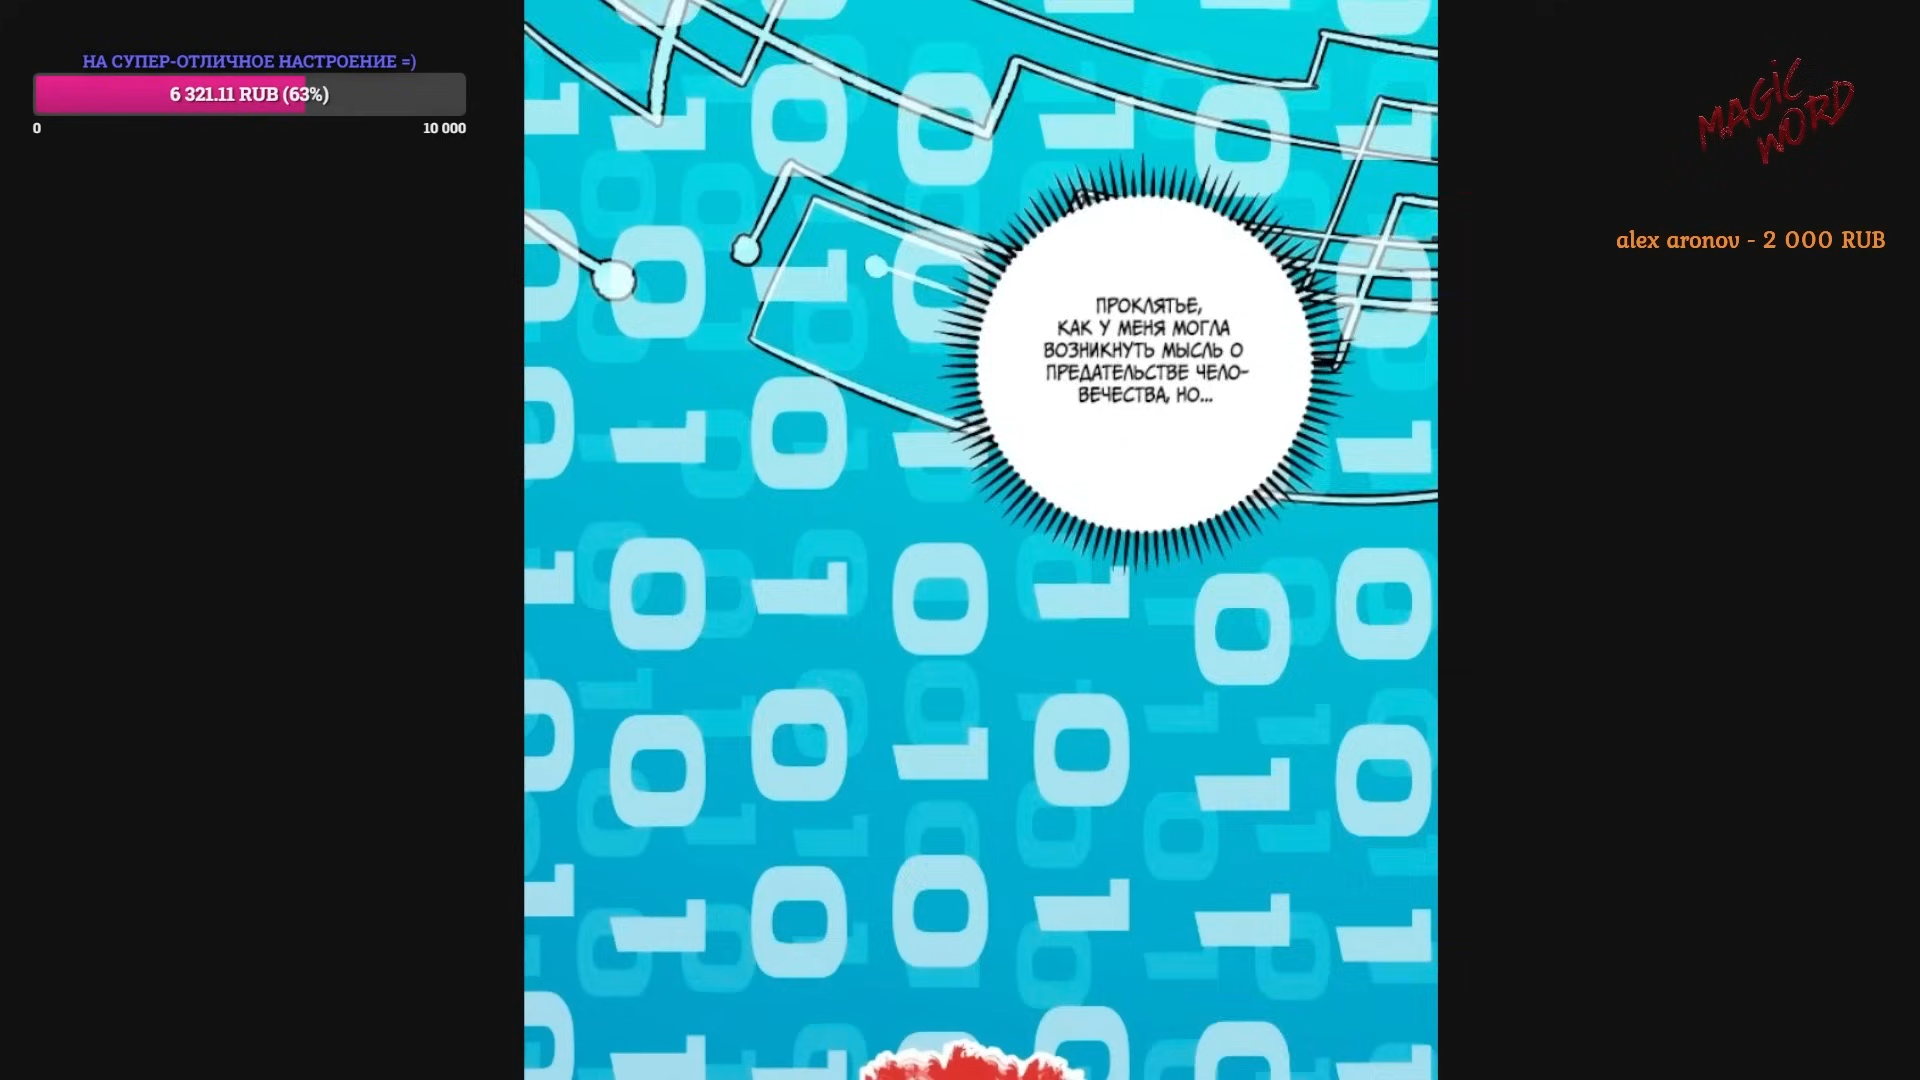 НА СУПЕР-ОТЛИЧНОЕ НАСТРОЕНИЕ =)
6 321.11 RUB (63%)
0
10 000
MAGIC
WORD
alex aronov - 2 000 RUB
ПРОКЛЯТЬЕ,
КАК У МЕНЯ МОГЛА
ВОЗНИКНУТЬ МЫСЛЬ О
ПРЕДАТЕЛЬСТВЕ ЧЕЛО-
ВЕЧЕСТВА, НО...